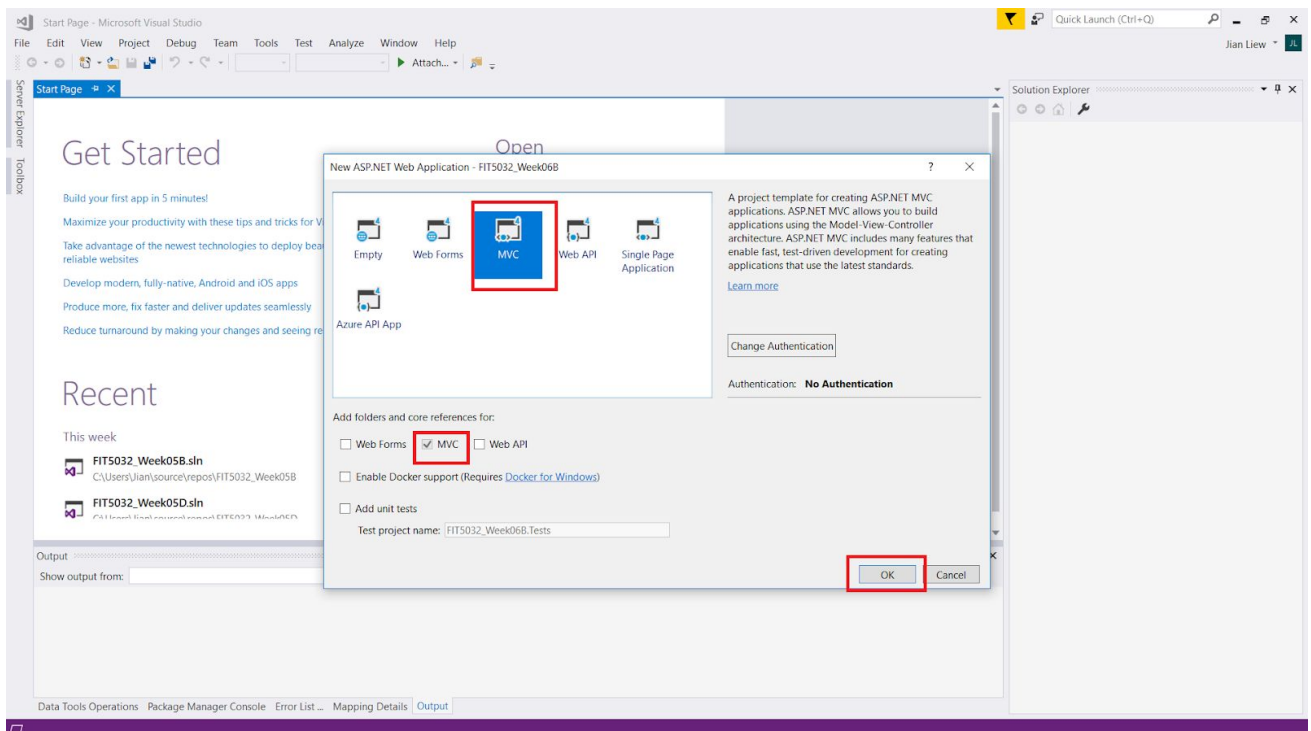 Start Page - Microsoft Visual Studio
Quick Launch (Ctrl+Q)
File Edit View Project Debug Team Tools Test Analyze Window Help
Jian Liew JL
Attach...
Server Explorer
Toolbox
Start Page
Solution Explorer
Get Started
Open
Build your first app in 5 minutes!
Maximize your productivity with these tips and tricks for
Take advantage of the newest technologies to deploy
reliable websites
Develop modern, fully-native, Android and iOS apps
Produce more, fix faster and deliver updates seamlessly
Reduce turnaround by making your changes and seeing
Recent
This week
FIT5032_Week05B.sln
C:\Users\Jian\source\repos\FIT5032_Week05B
FIT5032_Week05D.sln
C:\Users\Jian\source\repos\FIT5032_Week05D
New ASP.NET Web Application - FIT5032_Week06B
?
Empty
Web Forms
MVC
Web API
Single Page
Application
Azure API App
A project template for creating ASP.NET MVC
applications. ASP.NET MVC allows you to build
applications using the Model-View-Controller
architecture. ASP.NET MVC includes many features that
enable fast, test-driven development for creating
applications that use the latest standards.
Learn more
Change Authentication
Authentication: No Authentication
Add folders and core references for:
Web Forms MVC Web API
Enable Docker support (Requires Docker for Windows)
Add unit tests
Test project name: FIT5032_Week06B.Tests
OK Cancel
Output
Show output from:
Data Tools Operations Package Manager Console Error List ... Mapping Details Output